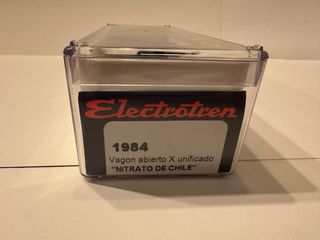 Electrotren
1984
Vagon abierto X unificado
"NITRATO DE CHILE"